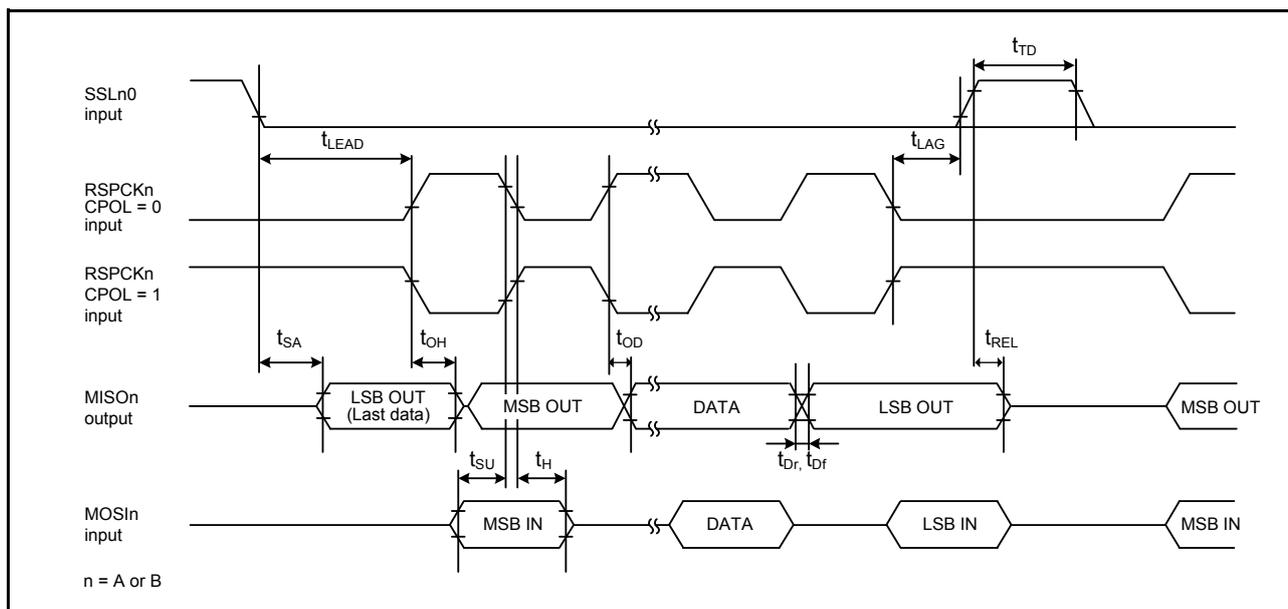 tTD
SSLn0
input
tLEAD
tLAG
RSPCKn
CPOL = 0
input
RSPCKn
CPOL = 1
input
tSA
tOH
tOD
tREL
MISOn
output
LSB OUT
(Last data)
MSB OUT
DATA
LSB OUT
MSB OUT
tDr, tDf
tSU
tH
MOSIn
input
MSB IN
DATA
LSB IN
MSB IN
n = A or B